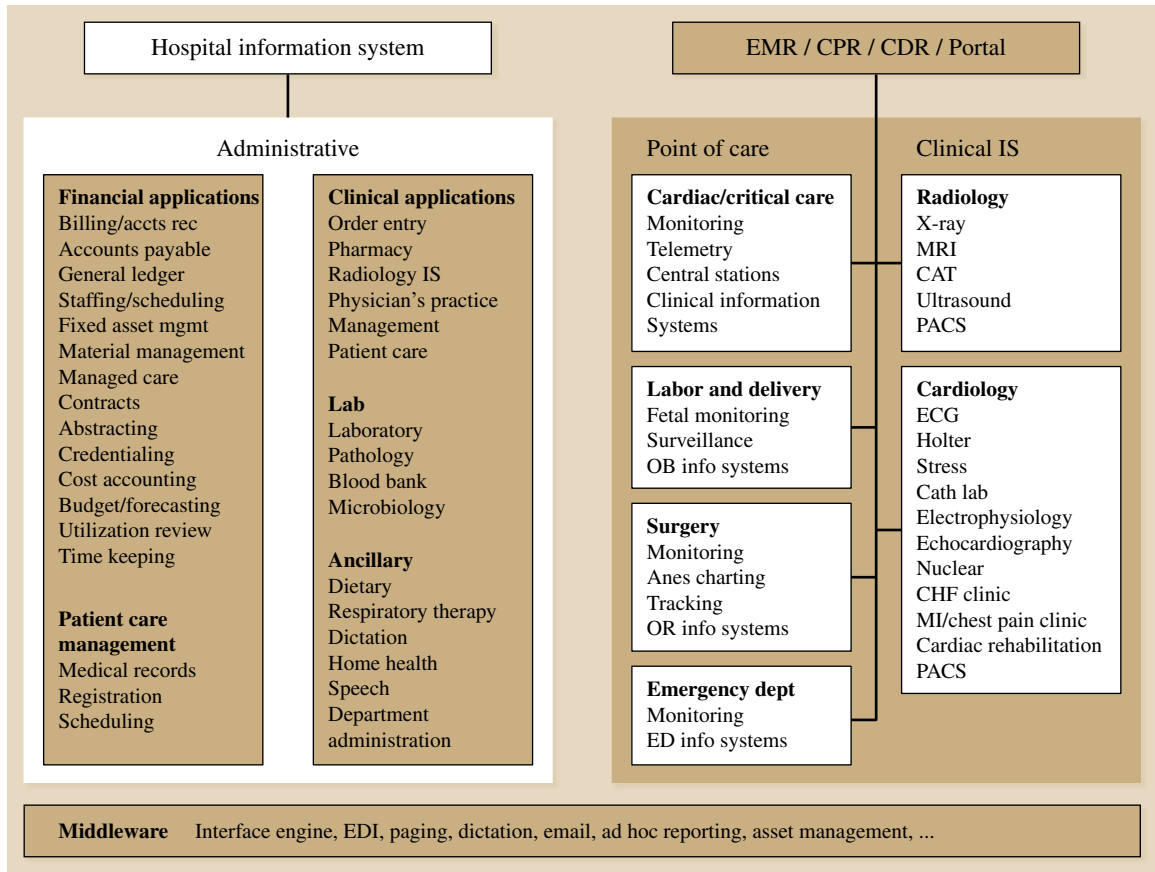 Hospital information system
EMR / CPR / CDR / Portal
Administrative
Financial applications
Billing/accts rec
Accounts payable
General ledger
Staffing/scheduling
Fixed asset mgmt
Material management
Managed care
Contracts
Abstracting
Credentialing
Cost accounting
Budget/forecasting
Utilization review
Time keeping
Patient care
management
Medical records
Registration
Scheduling
Clinical applications
Order entry
Pharmacy
Radiology IS
Physician's practice
Management
Patient care
Lab
Laboratory
Pathology
Blood bank
Microbiology
Ancillary
Dietary
Respiratory therapy
Dictation
Home health
Speech
Department
administration
Point of care
Cardiac/critical care
Monitoring
Telemetry
Central stations
Clinical information
Systems
Labor and delivery
Fetal monitoring
Surveillance
OB info systems
Surgery
Monitoring
Anes charting
Tracking
OR info systems
Emergency dept
Monitoring
ED info systems
Clinical IS
Radiology
X-ray
MRI
CAT
Ultrasound
PACS
Cardiology
ECG
Holter
Stress
Cath lab
Electrophysiology
Echocardiography
Nuclear
CHF clinic
MI/chest pain clinic
Cardiac rehabilitation
PACS
Middleware Interface engine, EDI, paging, dictation, email, ad hoc reporting, asset management, ...